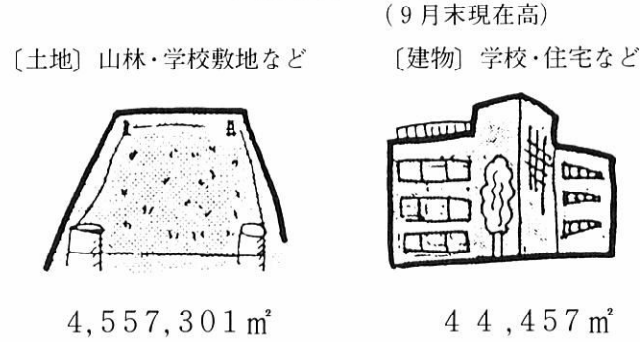 (9月末現在高)
〔土地〕山林・学校敷地など
〔建物〕学校・住宅など
4,557,301㎡
44,457㎡